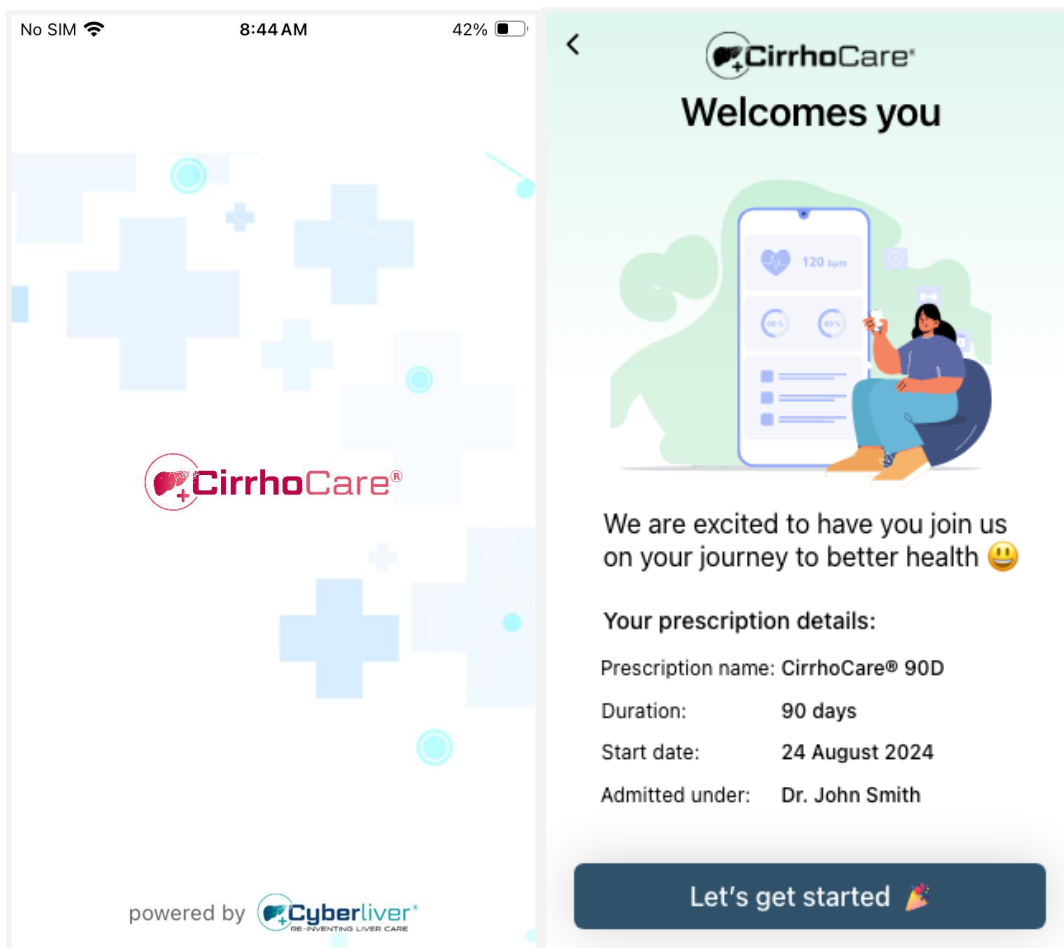 No SIM 8:44 AM 42%
CirrhoCare®
powered by Cyberliver®
RE-INVENTING LIVER CARE
CirrhoCare®
Welcomes you
120 bpm
We are excited to have you join us
on your journey to better health 😃
Your prescription details:
Prescription name: CirrhoCare® 90D
Duration: 90 days
Start date: 24 August 2024
Admitted under: Dr. John Smith
Let's get started 🎉